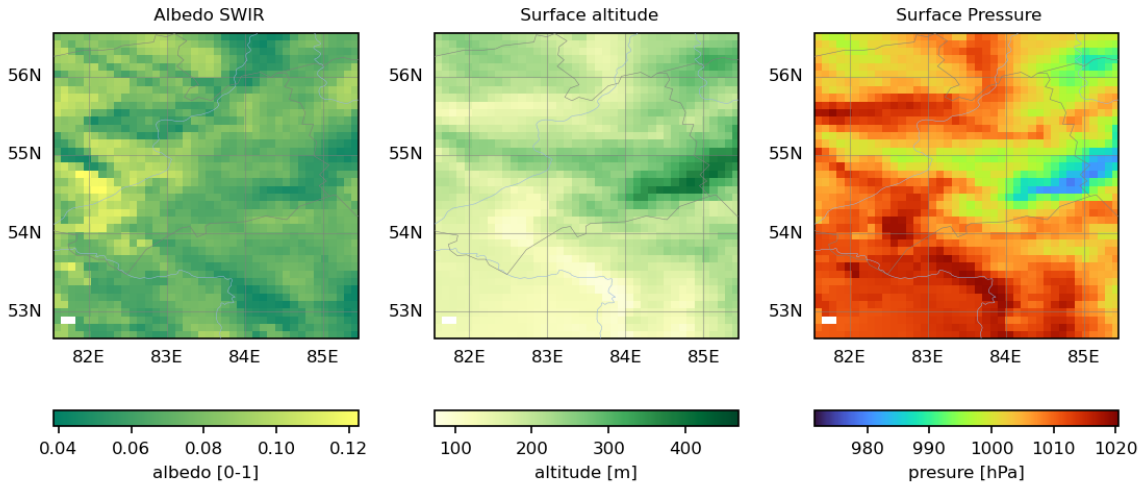 Albedo SWIR
Surface altitude
Surface Pressure
56N
55N
54N
53N
82E 83E 84E 85E
56N
55N
54N
53N
82E 83E 84E 85E
56N
55N
54N
53N
82E 83E 84E 85E
0.04 0.06 0.08 0.10 0.12
albedo [0-1]
100 200 300 400
altitude [m]
980 990 1000 1010 1020
presure [hPa]